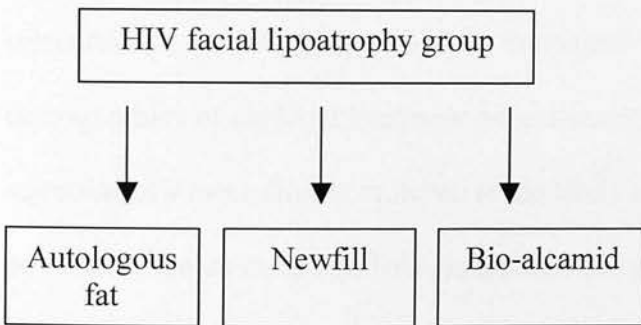 HIV facial lipoatrophy group
Autologous
fat
Newfill
Bio-alcamid